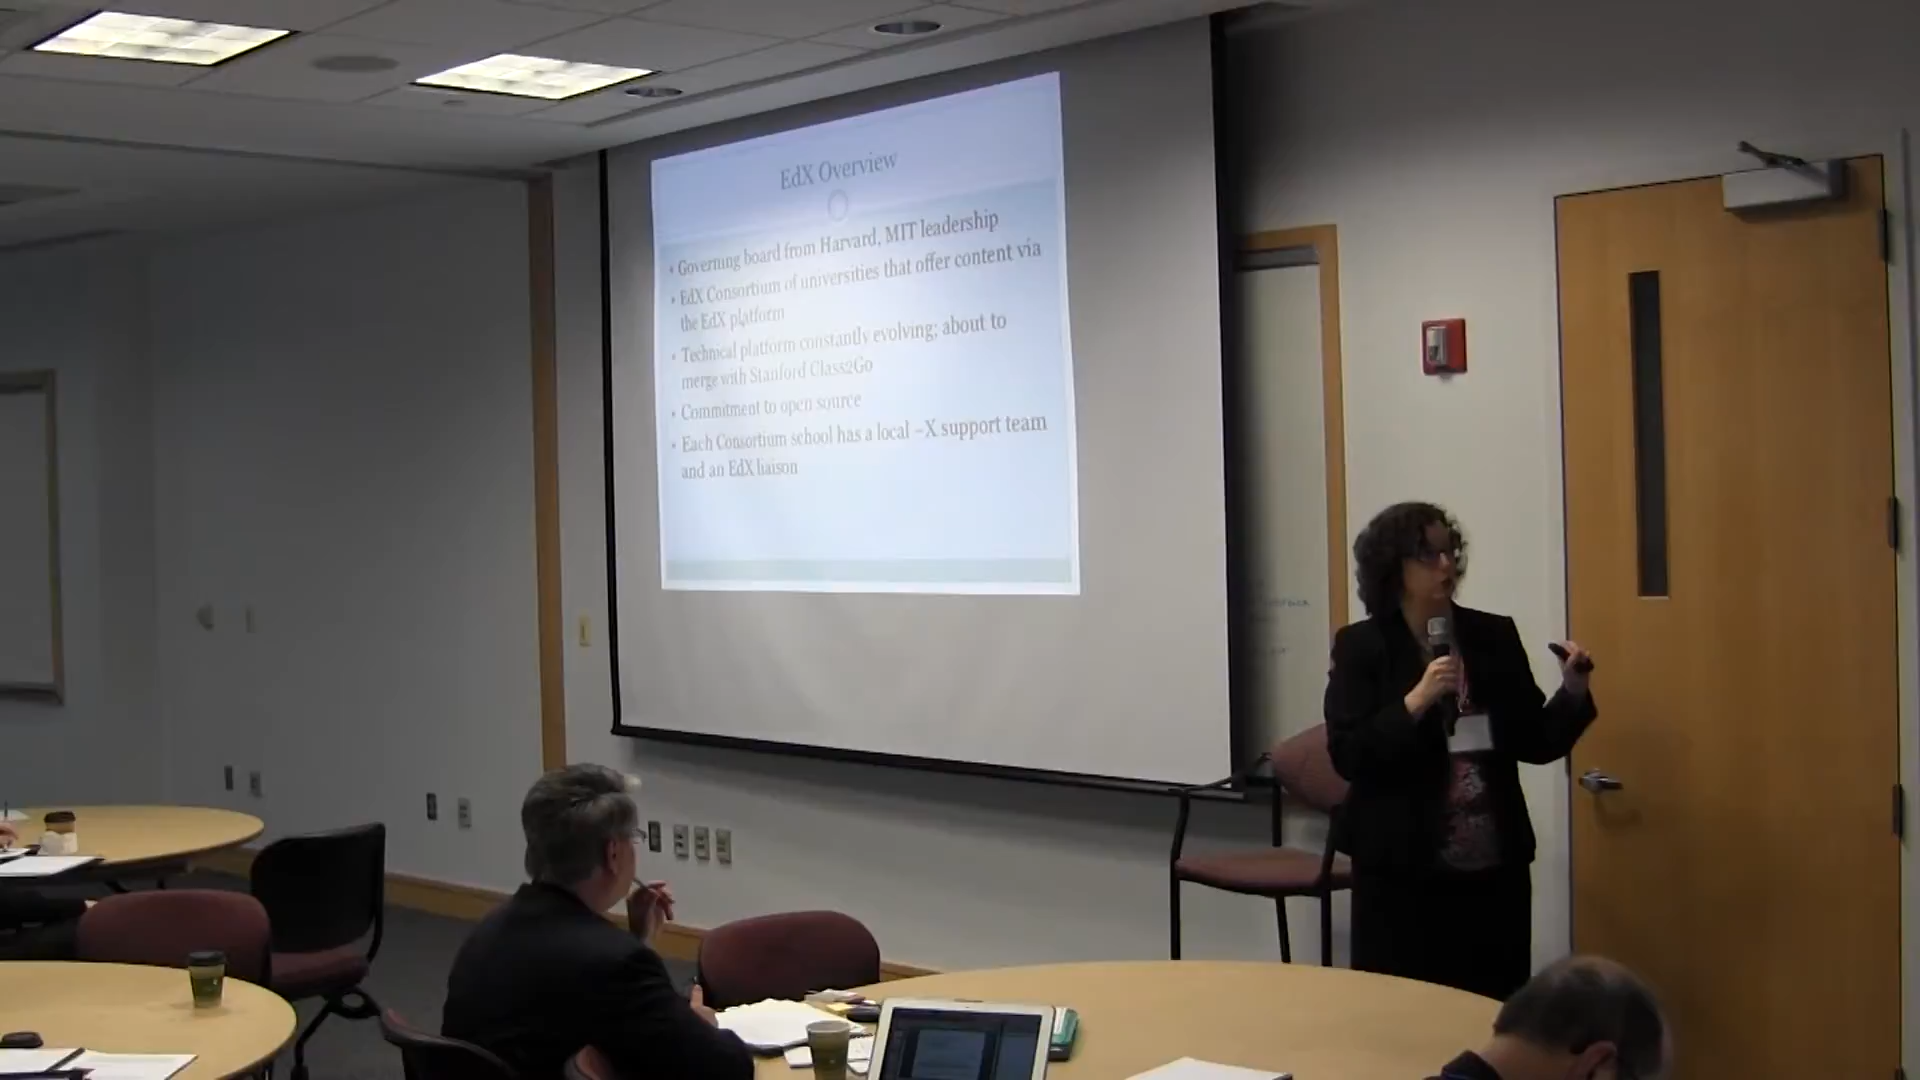 EdX Overview
• Governing board from Harvard, MIT leadership
• EdX Consortium of universities that offer content via
the EdX platform
• Technical platform constantly evolving; about to
merge with Stanford Class2Go
• Commitment to open source
• Each Consortium school has a local –X support team
and an EdX liaison